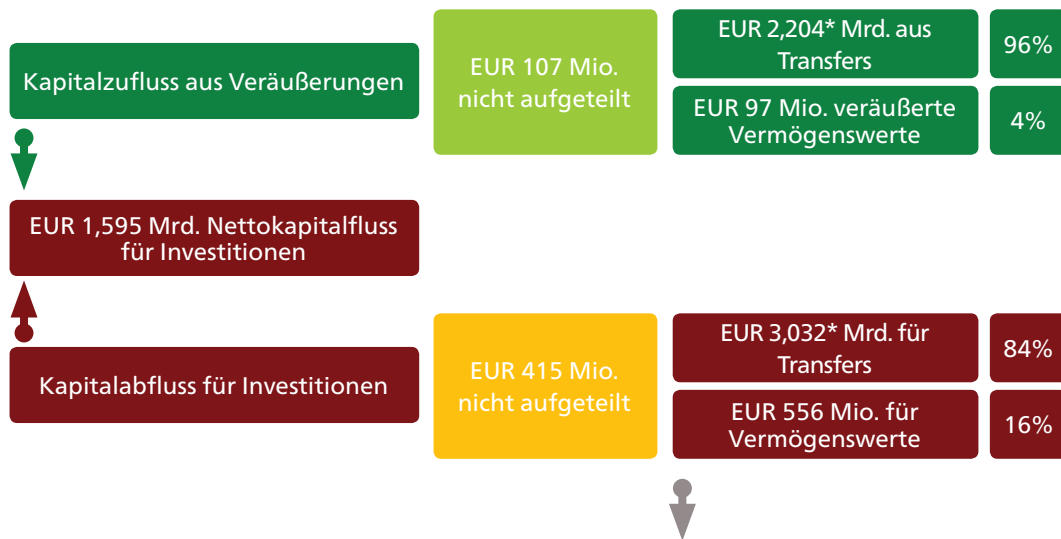 Kapitalzufluss aus Veräußerungen
EUR 107 Mio.
nicht aufgeteilt
EUR 2,204* Mrd. aus
Transfers
96%
EUR 97 Mio. veräußerte
Vermögenswerte
4%
EUR 1,595 Mrd. Nettokapitalfluss
für Investitionen
Kapitalabfluss für Investitionen
EUR 415 Mio.
nicht aufgeteilt
EUR 3,032* Mrd. für
Transfers
84%
EUR 556 Mio. für
Vermögenswerte
16%